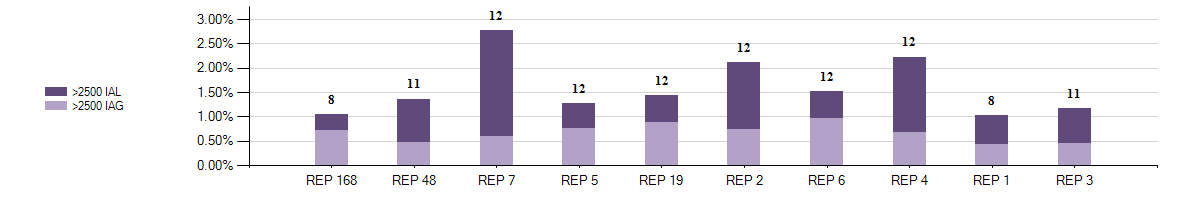 3.00%
2.50%
2.00%
1.50%
1.00%
0.50%
0.00%
>2500 IAL
>2500 IAG
8
11
12
12
12
12
12
12
8
11
REP 168
REP 48
REP 7
REP 5
REP 19
REP 2
REP 6
REP 4
REP 1
REP 3